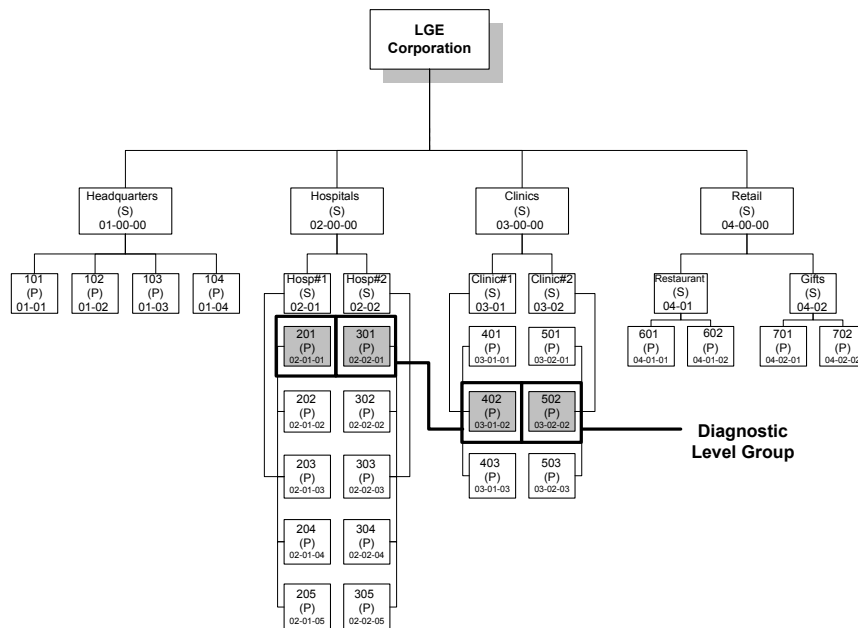 LGE
Corporation
Headquarters
(S)
01-00-00
Hospitals
(S)
02-00-00
Clinics
(S)
03-00-00
Retail
(S)
04-00-00
101
(P)
01-01
102
(P)
01-02
103
(P)
01-03
104
(P)
01-04
Hosp#1
(S)
02-01
Hosp#2
(S)
02-02
Clinic#1
(S)
03-01
Clinic#2
(S)
03-02
Restaurant
(S)
04-01
Gifts
(S)
04-02
201
(P)
02-01-01
301
(P)
02-02-01
401
(P)
03-01-01
501
(P)
03-02-01
601
(P)
04-01-01
602
(P)
04-01-02
701
(P)
04-02-01
702
(P)
04-02-02
202
(P)
02-01-02
302
(P)
02-02-02
402
(P)
03-01-02
502
(P)
03-02-02
Diagnostic
Level Group
203
(P)
02-01-03
303
(P)
02-02-03
403
(P)
03-01-03
503
(P)
03-02-03
204
(P)
02-01-04
304
(P)
02-02-04
205
(P)
02-01-05
305
(P)
02-02-05